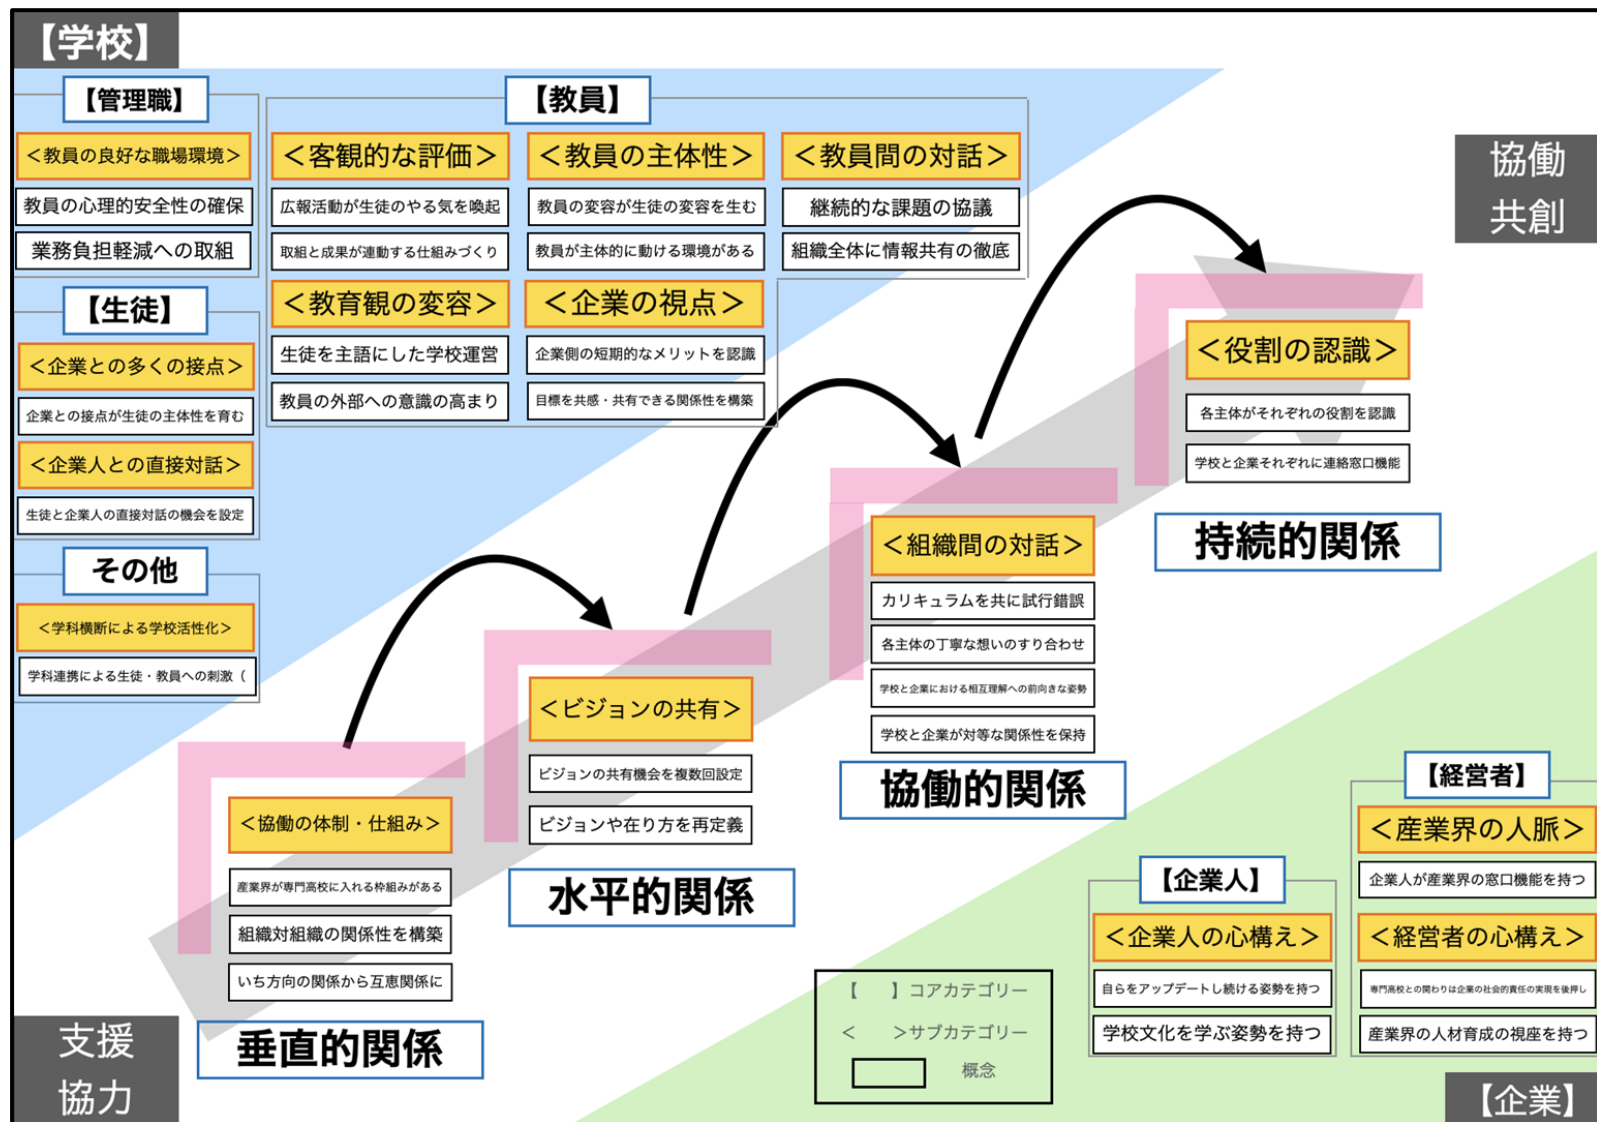 【学校】
【管理職】
＜教員の良好な職場環境＞
教員の心理的安全性の確保
業務負担軽減への取組
【生徒】
＜企業との多くの接点＞
企業との接点が生徒の主体性を育む
＜企業人との直接対話＞
生徒と企業人の直接対話の機会を設定
その他
＜学科横断による学校活性化＞
学科連携による生徒・教員への刺激（
【教員】
＜客観的な評価＞
広報活動が生徒のやる気を喚起
取組と成果が連動する仕組みづくり
＜教員の主体性＞
教員の変容が生徒の変容を生む
教員が主体的に動ける環境がある
＜教員間の対話＞
継続的な課題の協議
組織全体に情報共有の徹底
＜教育観の変容＞
生徒を主語にした学校運営
教員の外部への意識の高まり
＜企業の視点＞
企業側の短期的なメリットを認識
目標を共感・共有できる関係性を構築
協働
共創
＜役割の認識＞
各主体がそれぞれの役割を認識
学校と企業それぞれに連絡窓口機能
持続的関係
＜組織間の対話＞
カリキュラムを共に試行錯誤
各主体の丁寧な想いのすり合わせ
学校と企業における相互理解への前向きな姿勢
学校と企業が対等な関係性を保持
協働的関係
＜ビジョンの共有＞
ビジョンの共有機会を複数回設定
ビジョンや在り方を再定義
水平的関係
＜協働の体制・仕組み＞
産業界が専門高校に入れる枠組みがある
組織対組織の関係性を構築
いち方向の関係から互恵関係に
垂直的関係
支援
協力
【　】コアカテゴリー
＜　＞サブカテゴリー
概念
【企業人】
＜企業人の心構え＞
自らをアップデートし続ける姿勢を持つ
学校文化を学ぶ姿勢を持つ
【経営者】
＜産業界の人脈＞
企業人が産業界の窓口機能を持つ
＜経営者の心構え＞
専門高校との関わりは企業の社会的責任の実現を後押し
産業界の人材育成の視座を持つ
【企業】